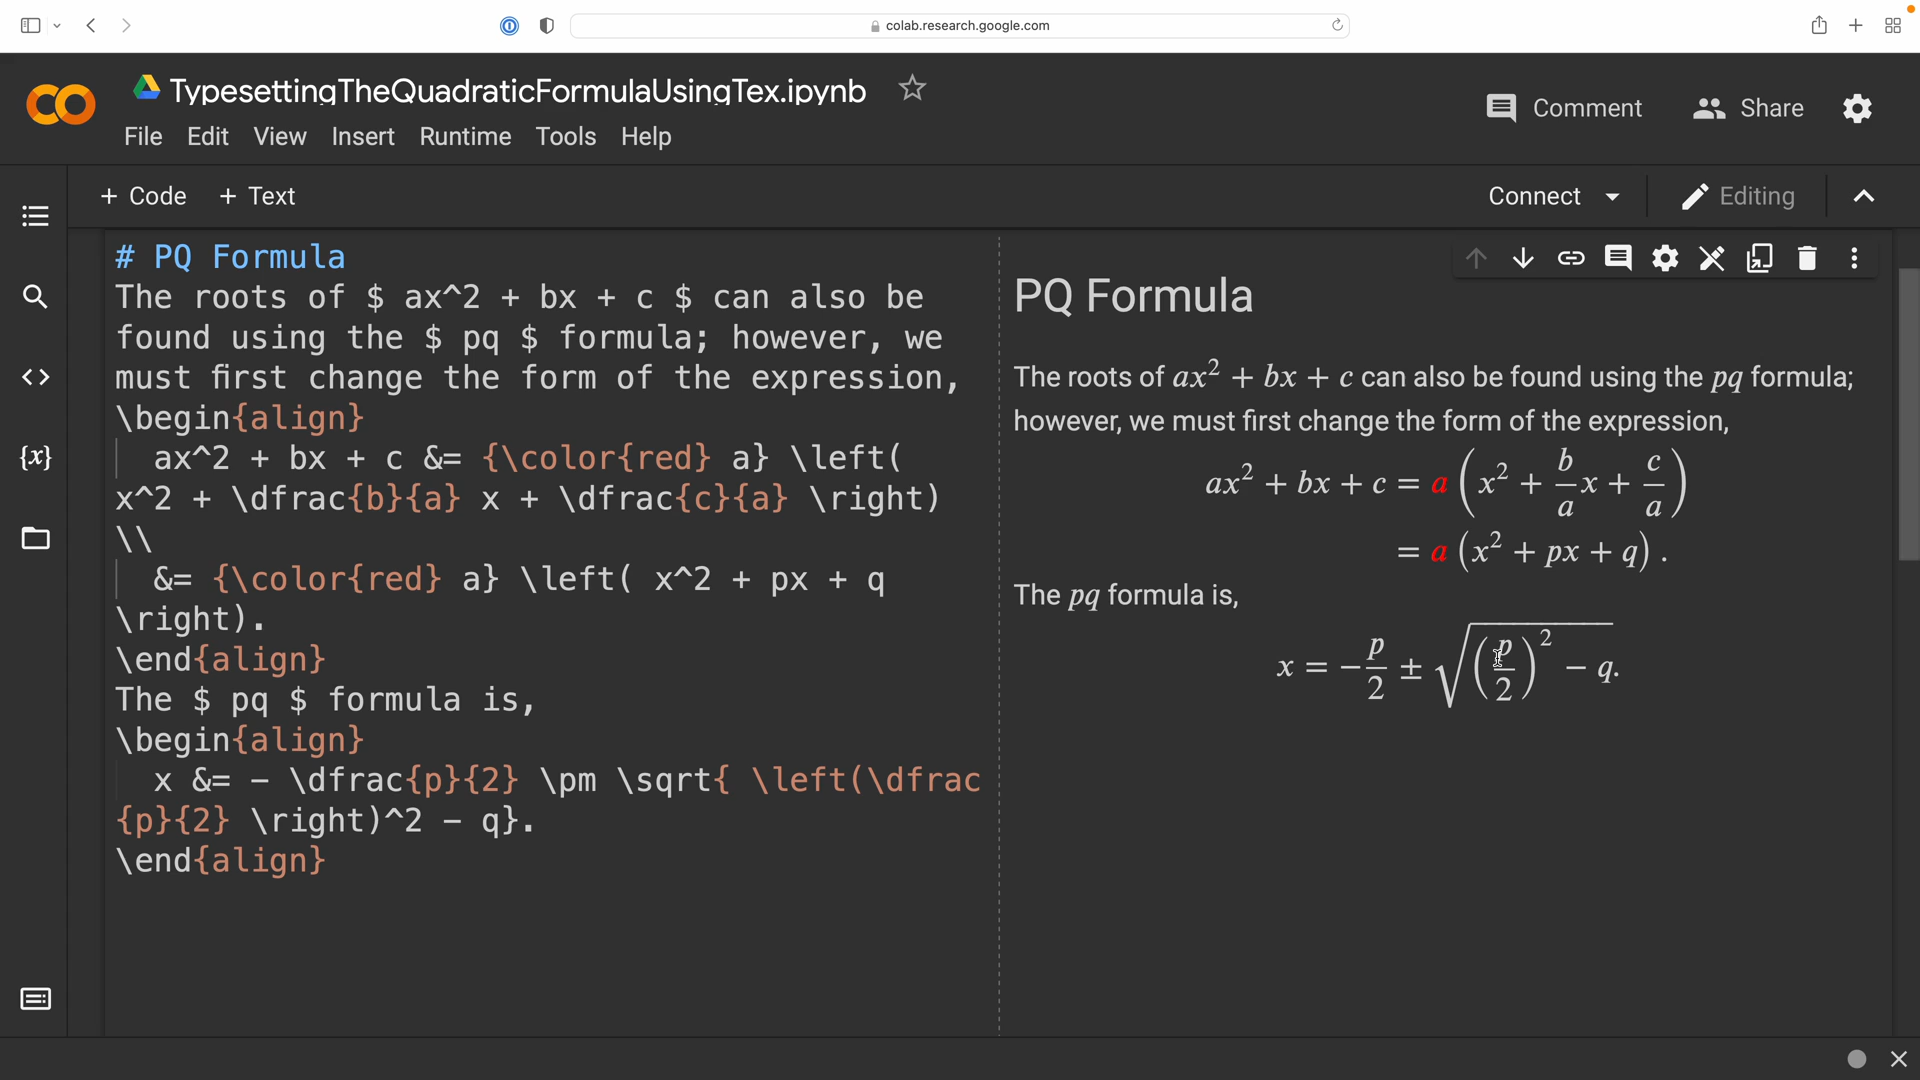 colab.research.google.com
TypesettingTheQuadraticFormulaUsingTex.ipynb
Comment
Share
File Edit View Insert Runtime Tools Help
+ Code + Text
Connect
Editing
# PQ Formula
The roots of $ ax^2 + bx + c $ can also be
found using the $ pq $ formula; however, we
must first change the form of the expression,
\begin{align}
ax^2 + bx + c &= {\color{red} a} \left(
x^2 + \dfrac{b}{a} x + \dfrac{c}{a} \right)
\\
&= {\color{red} a} \left( x^2 + px + q
\right).
\end{align}
The $ pq $ formula is,
\begin{align}
x &= - \dfrac{p}{2} \pm \sqrt{ \left(\dfrac
{p}{2} \right)^2 - q}.
\end{align}
PQ Formula
The roots of ax² + bx + c can also be found using the pq formula;
however, we must first change the form of the expression,
ax² + bx + c = a (x² + b/a x + c/a)
= a (x² + px + q) .
The pq formula is,
x = −p/2 ± √((p/2)² − q).
{x}